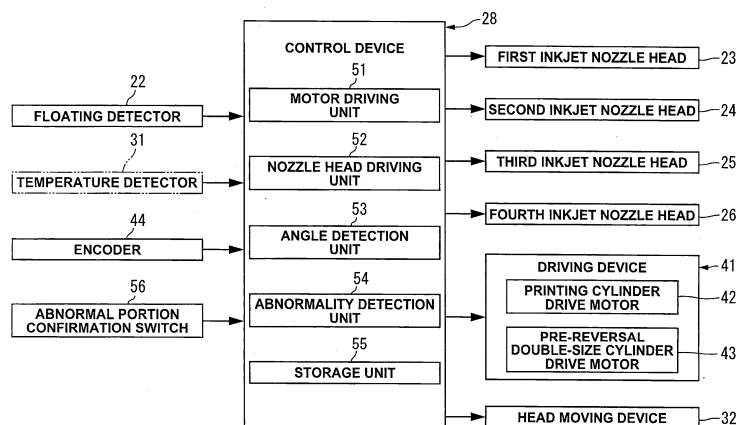 28
CONTROL DEVICE
22
FLOATING DETECTOR
31
TEMPERATURE DETECTOR
44
ENCODER
56
ABNORMAL PORTION
CONFIRMATION SWITCH
51
MOTOR DRIVING
UNIT
52
NOZZLE HEAD DRIVING
UNIT
53
ANGLE DETECTION
UNIT
54
ABNORMALITY DETECTION
UNIT
55
STORAGE UNIT
FIRST INKJET NOZZLE HEAD
23
SECOND INKJET NOZZLE HEAD
24
THIRD INKJET NOZZLE HEAD
25
FOURTH INKJET NOZZLE HEAD
26
DRIVING DEVICE
41
PRINTING CYLINDER
DRIVE MOTOR
42
PRE-REVERSAL
DOUBLE-SIZE CYLINDER
DRIVE MOTOR
43
HEAD MOVING DEVICE
32